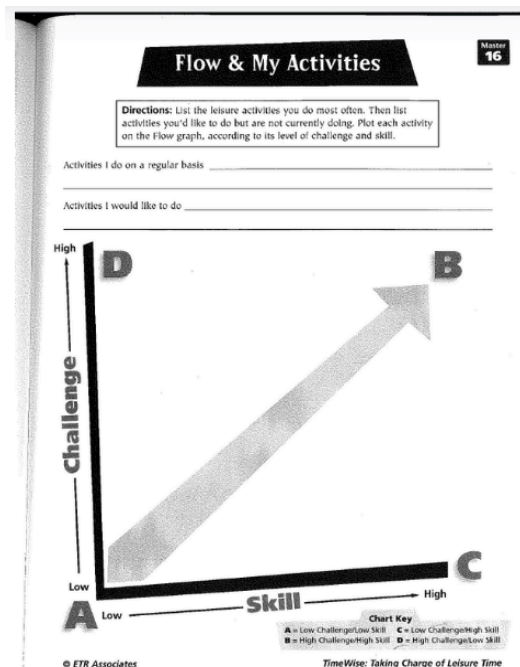 Master
16
Flow & My Activities
Directions: List the leisure activities you do most often. Then list
activities you'd like to do but are not currently doing. Plot each activity
on the Flow graph, according to its level of challenge and skill.
Activities I do on a regular basis
Activities I would like to do
High
D
B
Challenge
Low
A
C
Low
Skill
High
Chart Key
A = Low Challenge/Low Skill C = Low Challenge/High Skill
B = High Challenge/High Skill D = High Challenge/Low Skill
© ETR Associates
TimeWise: Taking Charge of Leisure Time